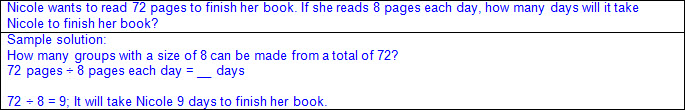 Nicole wants to read 72 pages to finish her book. If she reads 8 pages each day, how many days will it take
Nicole to finish her book?
Sample solution:
How many groups with a size of 8 can be made from a total of 72?
72 pages ÷ 8 pages each day = __ days
72 ÷ 8 = 9; It will take Nicole 9 days to finish her book.